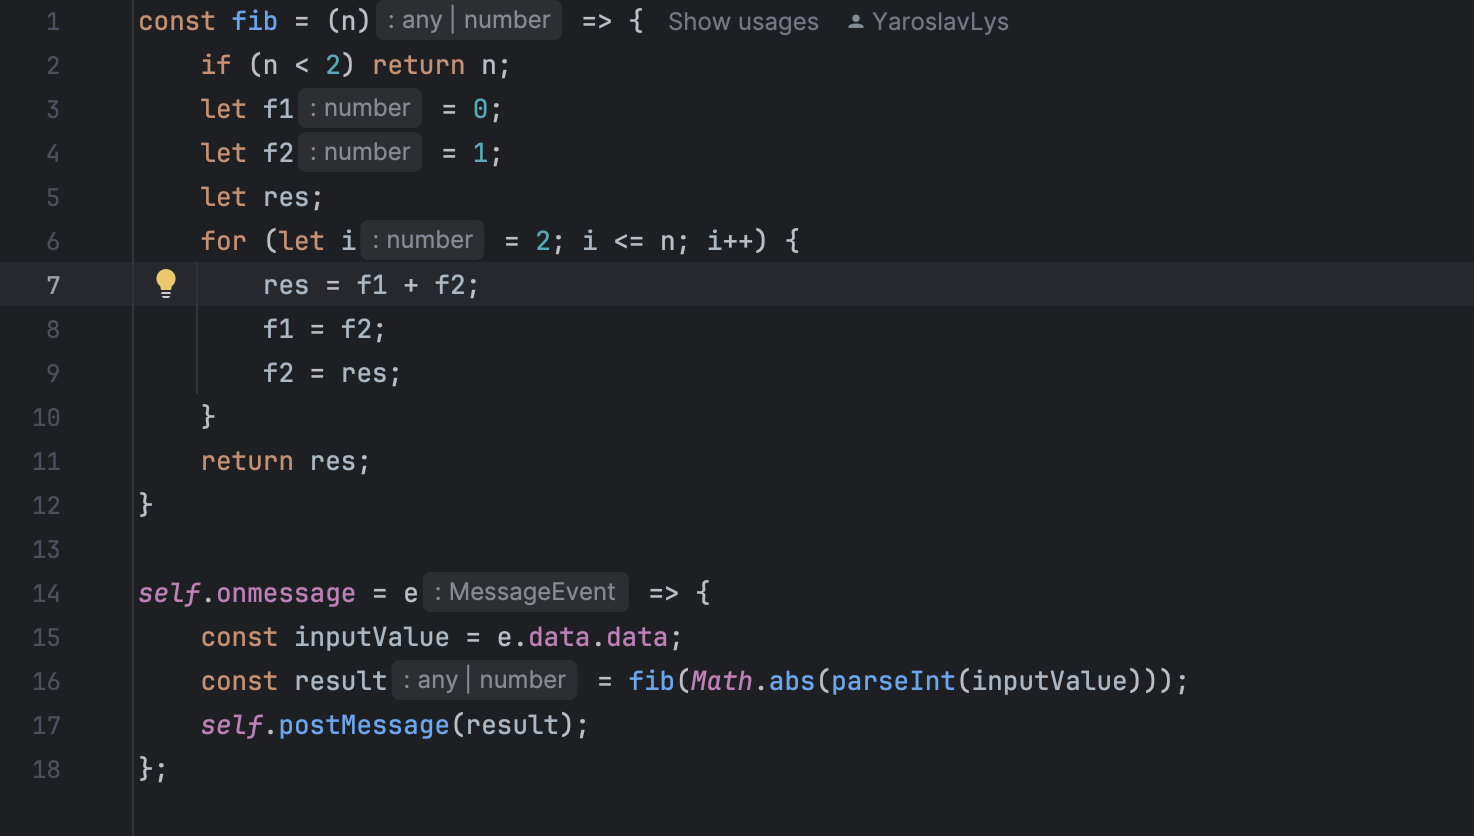 1 const fib = (n) : any | number => { Show usages YaroslavLys
2 if (n < 2) return n;
3 let f1 : number = 0;
4 let f2 : number = 1;
5 let res;
6 for (let i : number = 2; i <= n; i++) {
7 res = f1 + f2;
8 f1 = f2;
9 f2 = res;
10 }
11 return res;
12 }
13
14 self.onmessage = e : MessageEvent => {
15 const inputValue = e.data.data;
16 const result : any | number = fib(Math.abs(parseInt(inputValue)));
17 self.postMessage(result);
18 };